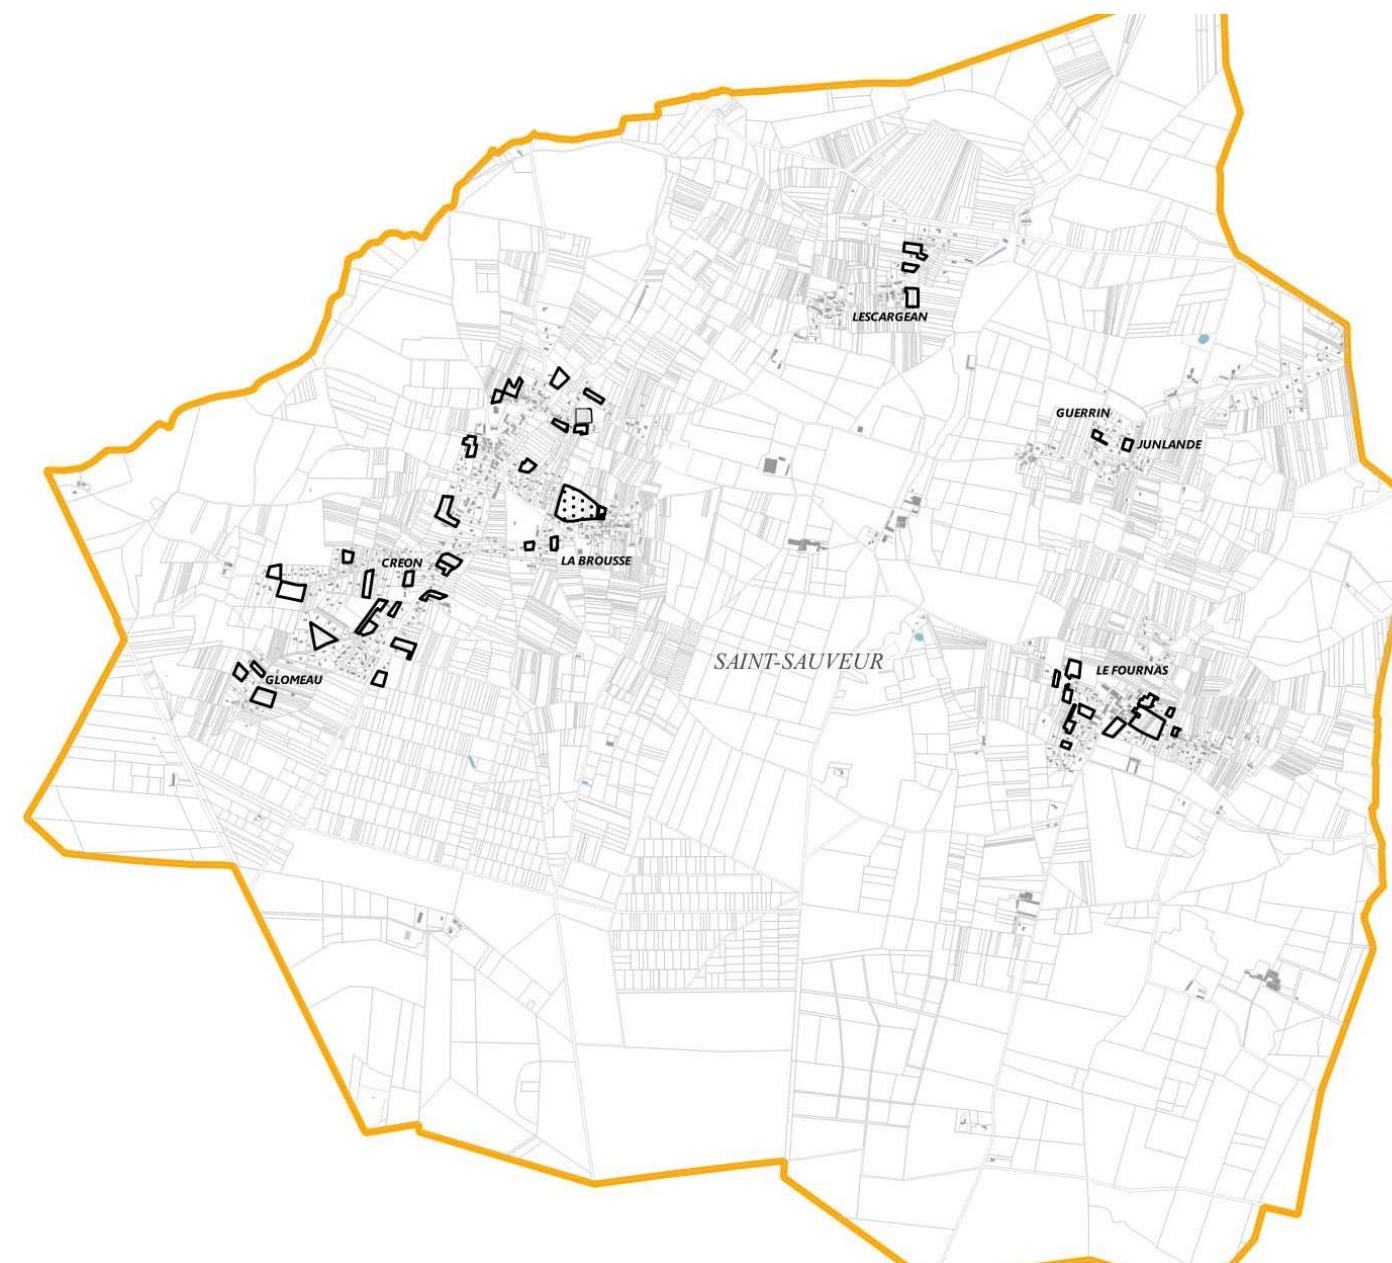 LESCARGEAN
GUERRIN
JUNLANDE
LA BROUSSE
CREON
SAINT-SAUVEUR
LE FOURNAS
GLOMEAU